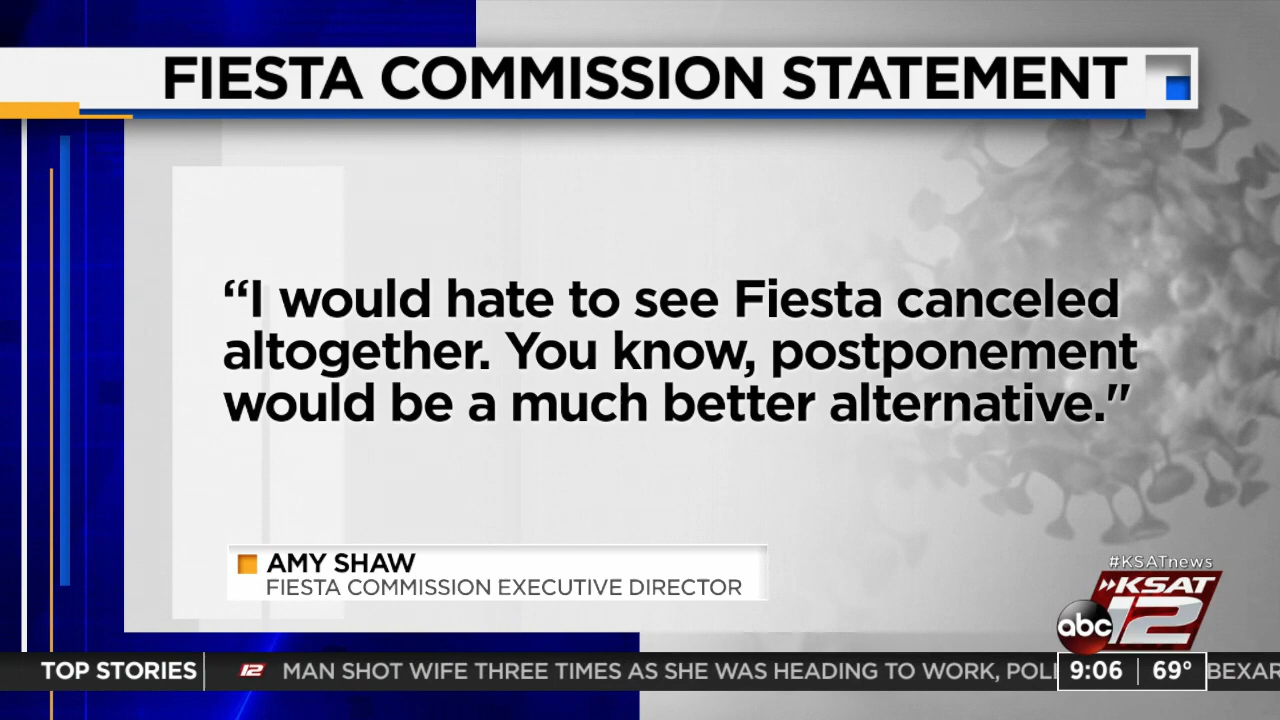 FIESTA COMMISSION STATEMENT
“I would hate to see Fiesta canceled
altogether. You know, postponement
would be a much better alternative."
AMY SHAW
FIESTA COMMISSION EXECUTIVE DIRECTOR
#KSATnews
KSAT
abc 12
TOP STORIES 12 MAN SHOT WIFE THREE TIMES AS SHE WAS HEADING TO WORK, POLI 9:06 69° BEXAR